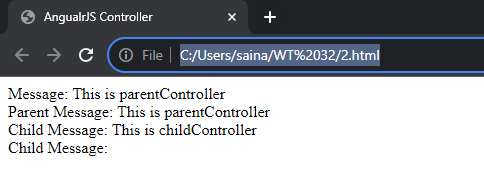 AngualrJS Controller
File
C:/Users/saina/WT%2032/2.html
Message: This is parentController
Parent Message: This is parentController
Child Message: This is childController
Child Message: